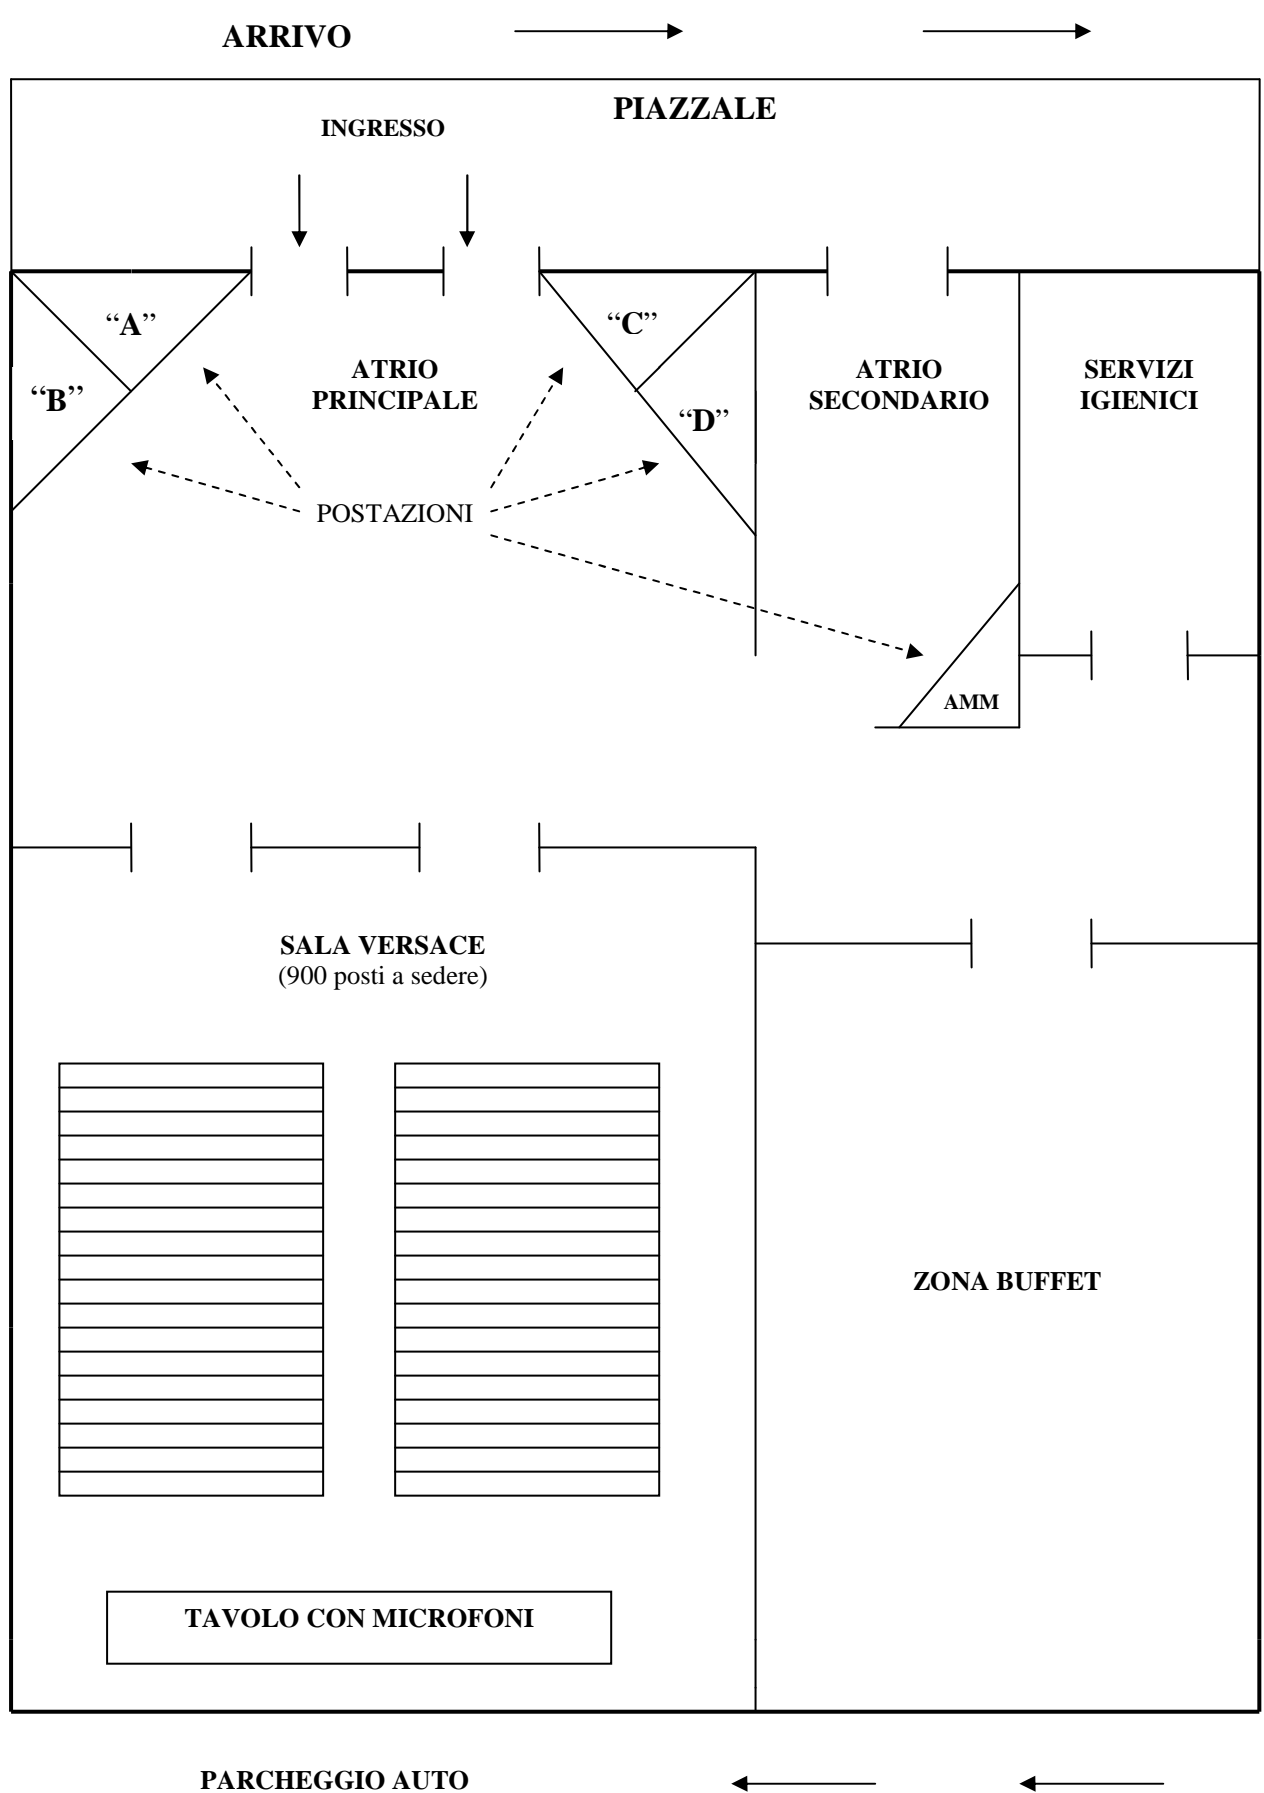 ARRIVO
PIAZZALE
INGRESSO
“A”
“B”
ATRIO
PRINCIPALE
“C”
“D”
ATRIO
SECONDARIO
SERVIZI
IGIENICI
POSTAZIONI
AMM
SALA VERSACE
(900 posti a sedere)
ZONA BUFFET
TAVOLO CON MICROFONI
PARCHEGGIO AUTO